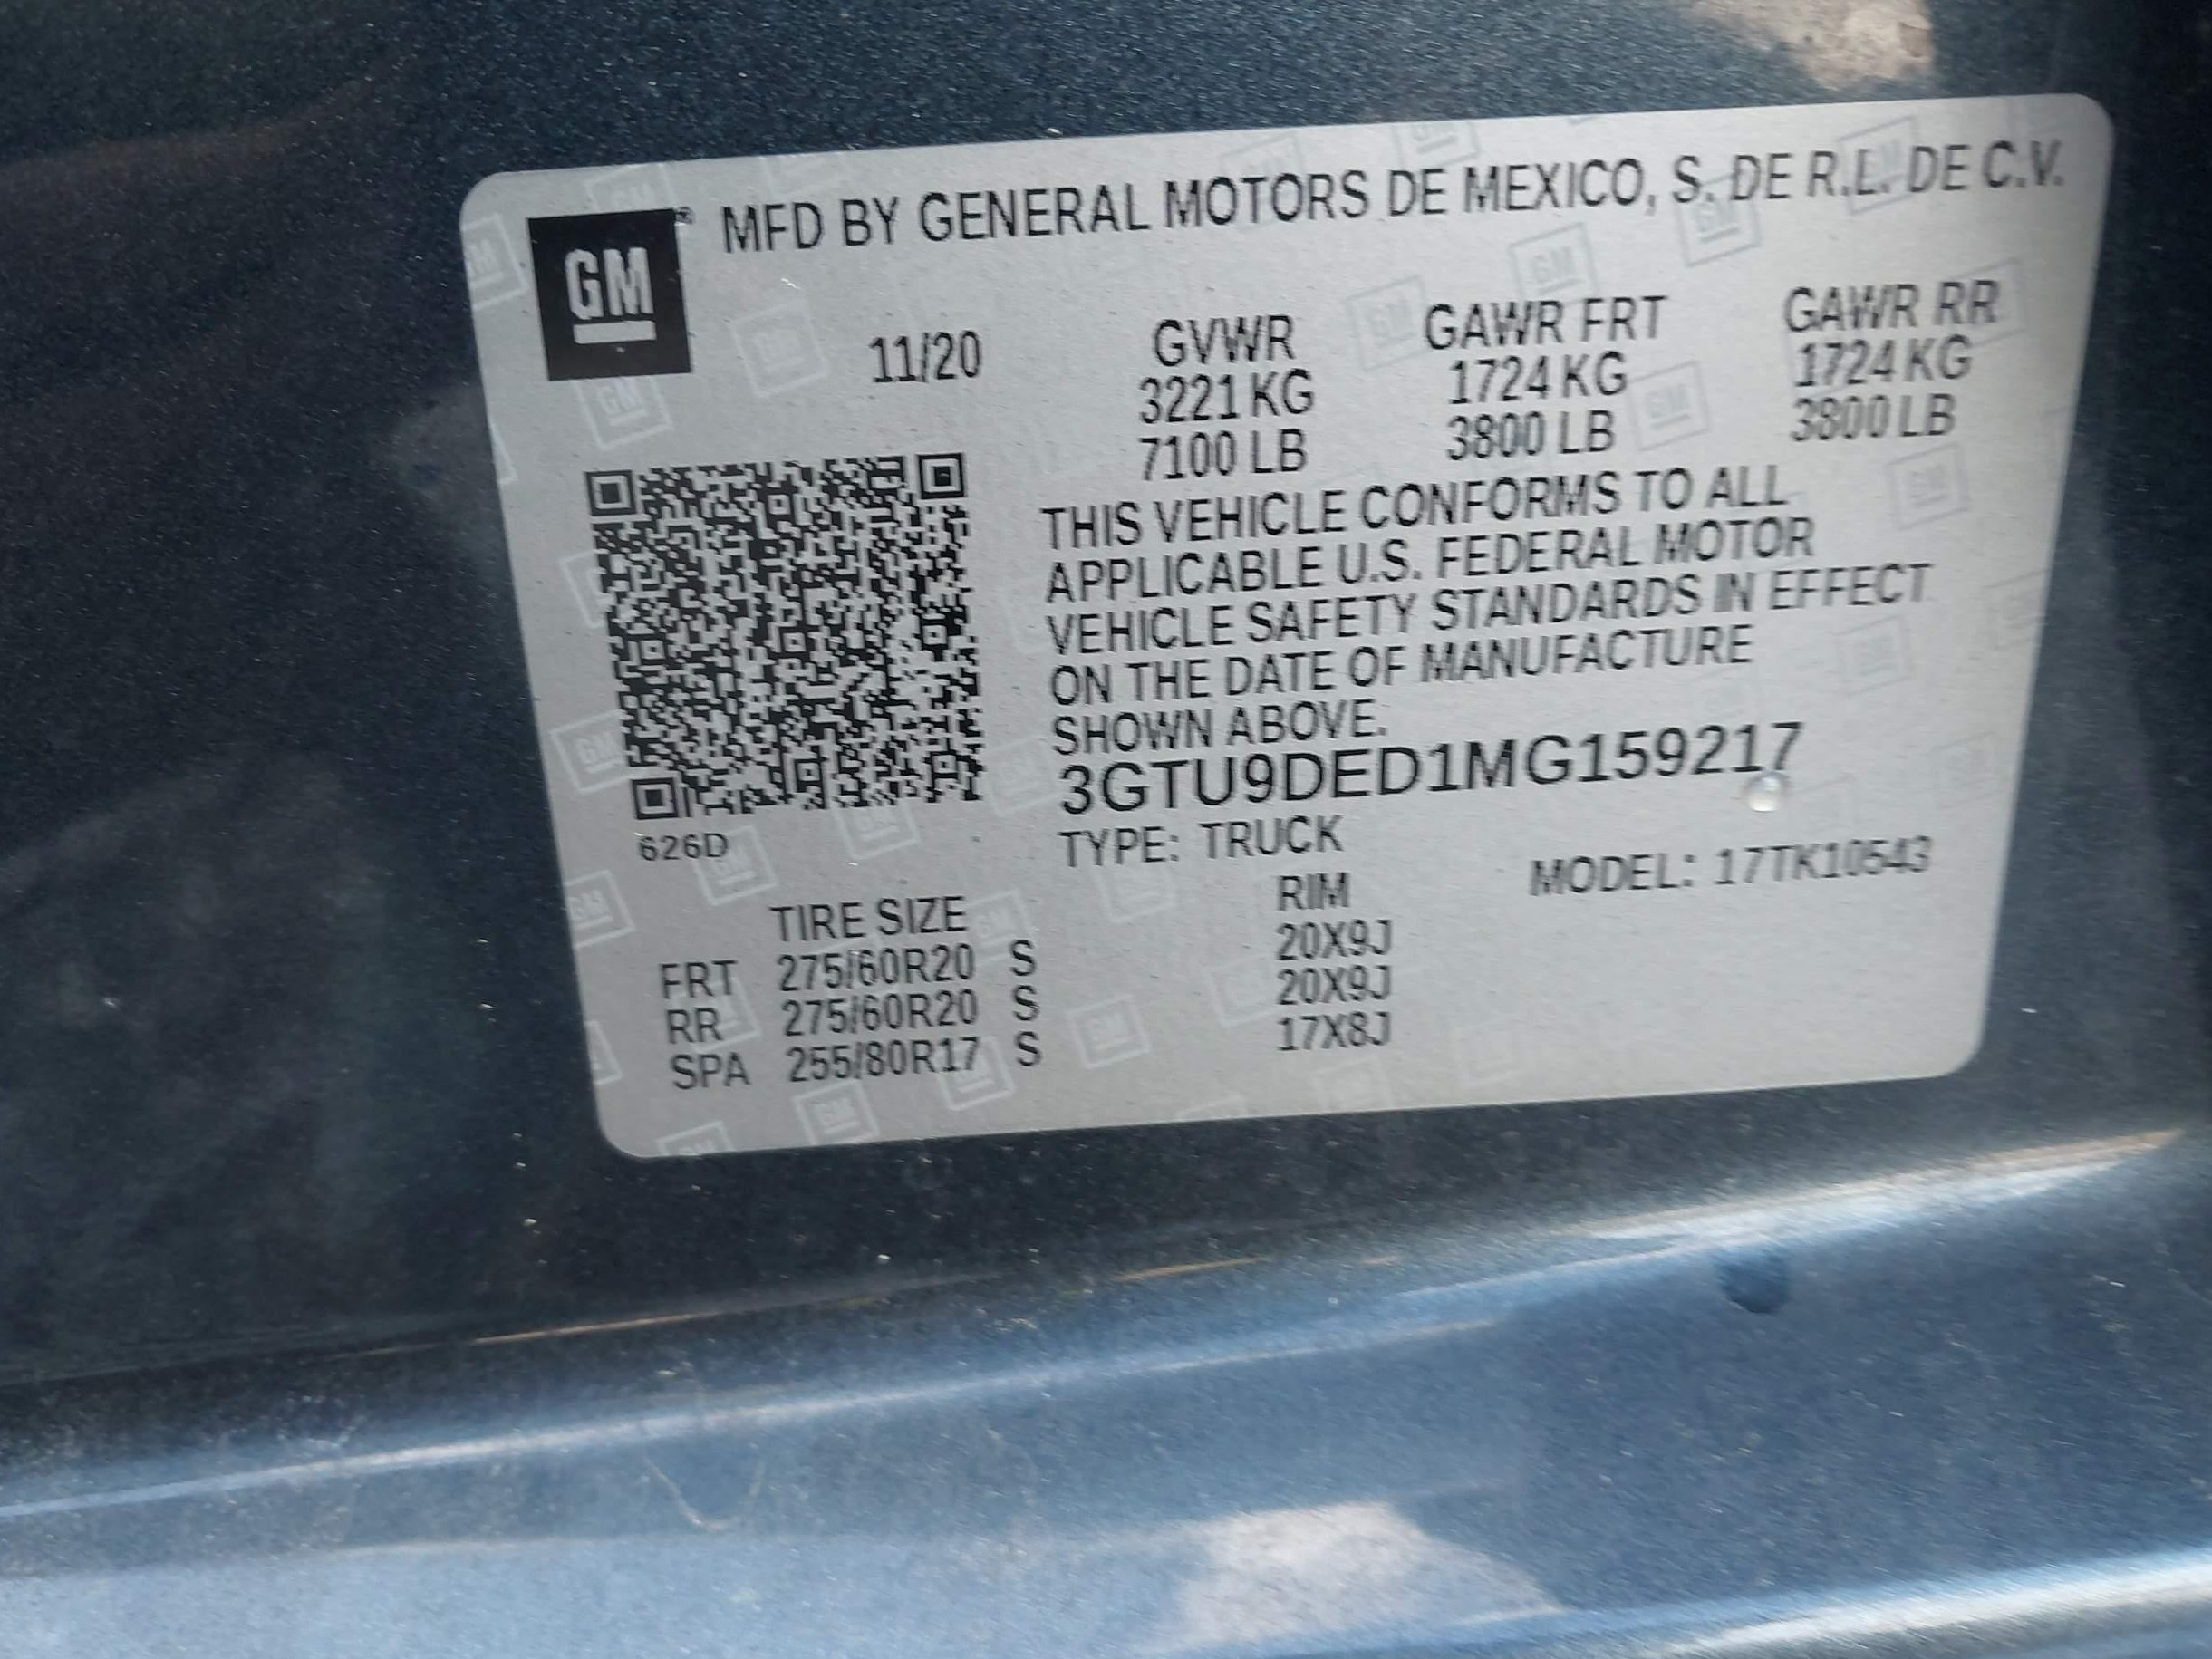 GM ® MFD BY GENERAL MOTORS DE MEXICO, S. DE R.L. DE C.V.
11/20 GVWR GAWR FRT GAWR RR
3221 KG 1724 KG 1724 KG
7100 LB 3800 LB 3800 LB
THIS VEHICLE CONFORMS TO ALL
APPLICABLE U.S. FEDERAL MOTOR
VEHICLE SAFETY STANDARDS IN EFFECT
ON THE DATE OF MANUFACTURE
SHOWN ABOVE.
3GTU9DED1MG159217
626D
TYPE: TRUCK
MODEL: 17TK10543
TIRE SIZE RIM
FRT 275/60R20 S 20X9J
RR 275/60R20 S 20X9J
SPA 255/80R17 S 17X8J